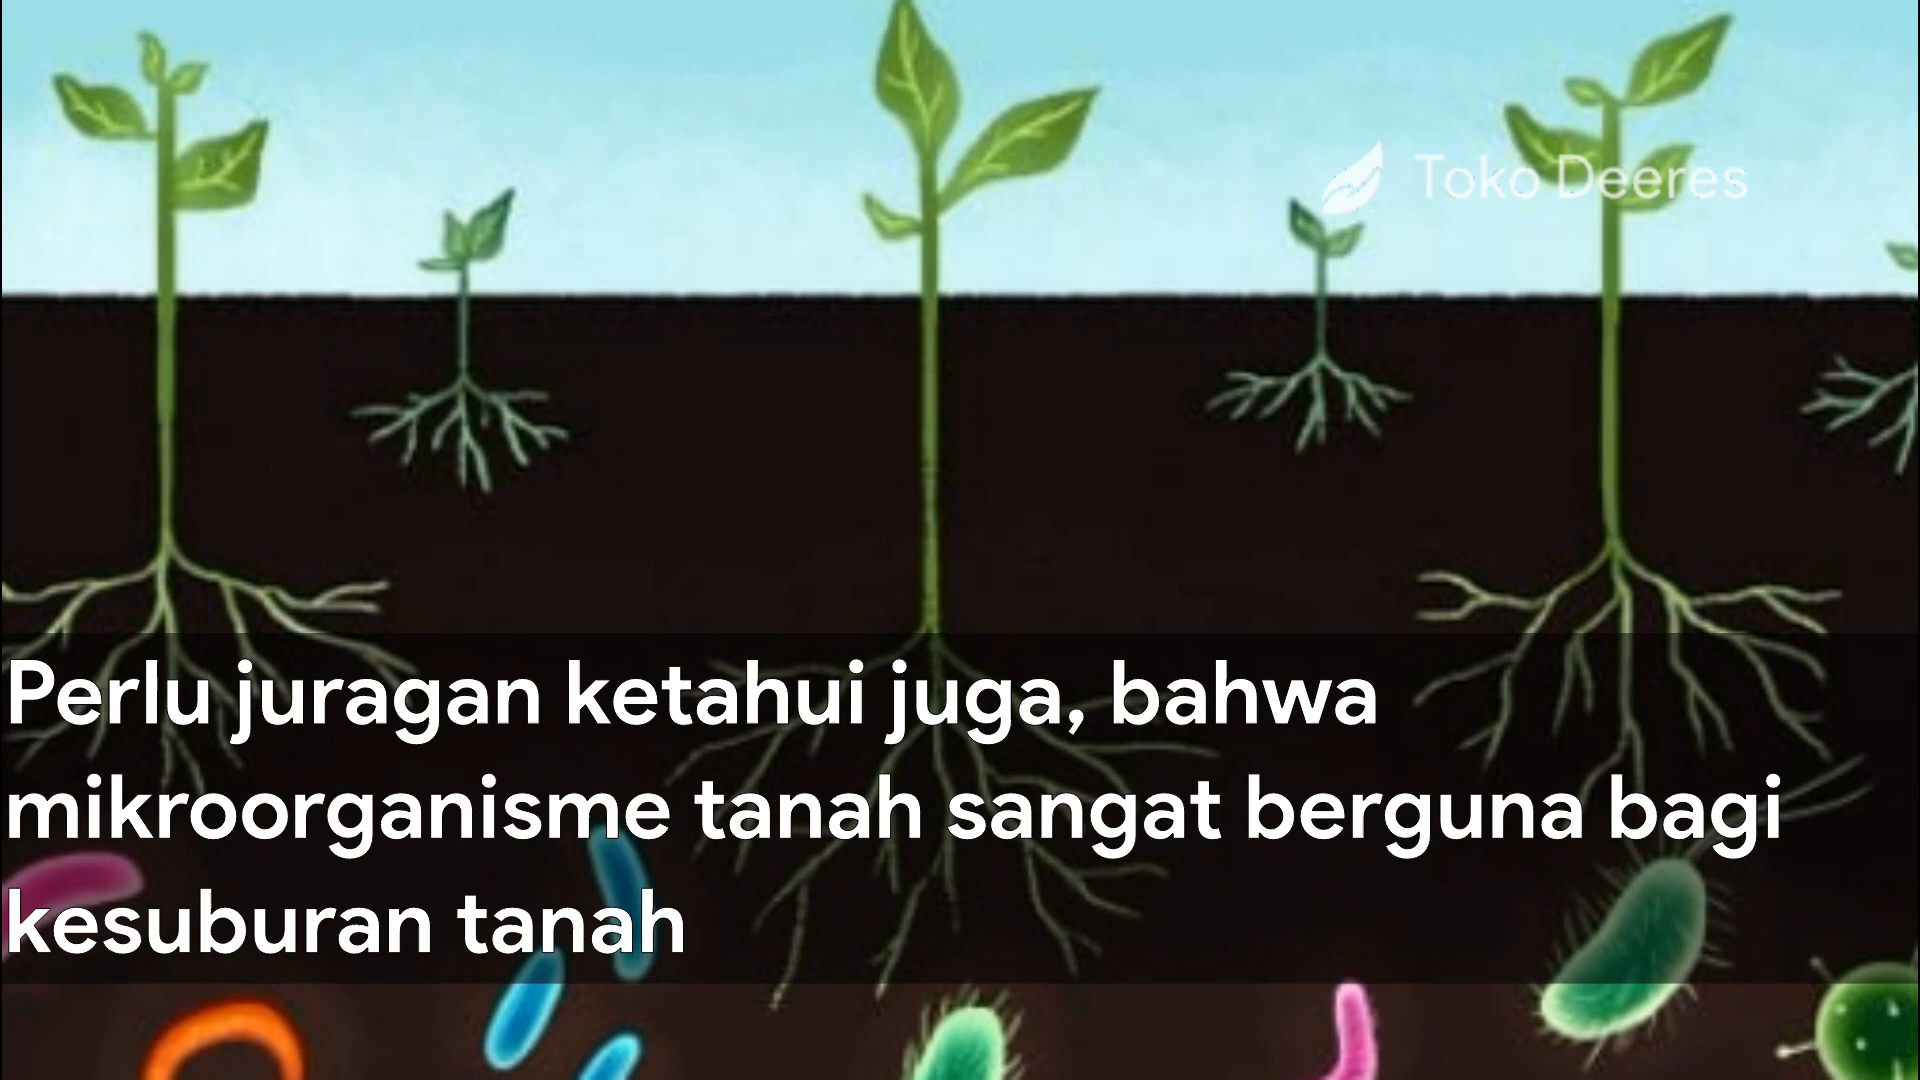 Toko Deeres
Perlu juragan ketahui juga, bahwa
mikroorganisme tanah sangat berguna bagi
kesuburan tanah